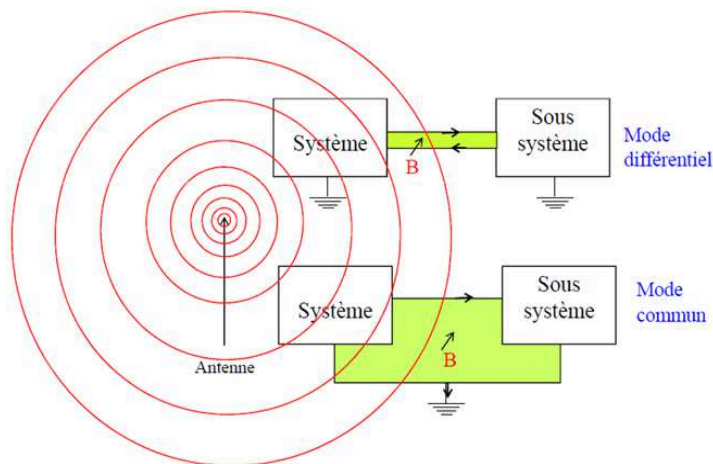 Système
Sous
système
Mode
différentiel
B
Système
Sous
système
Mode
commun
B
Antenne